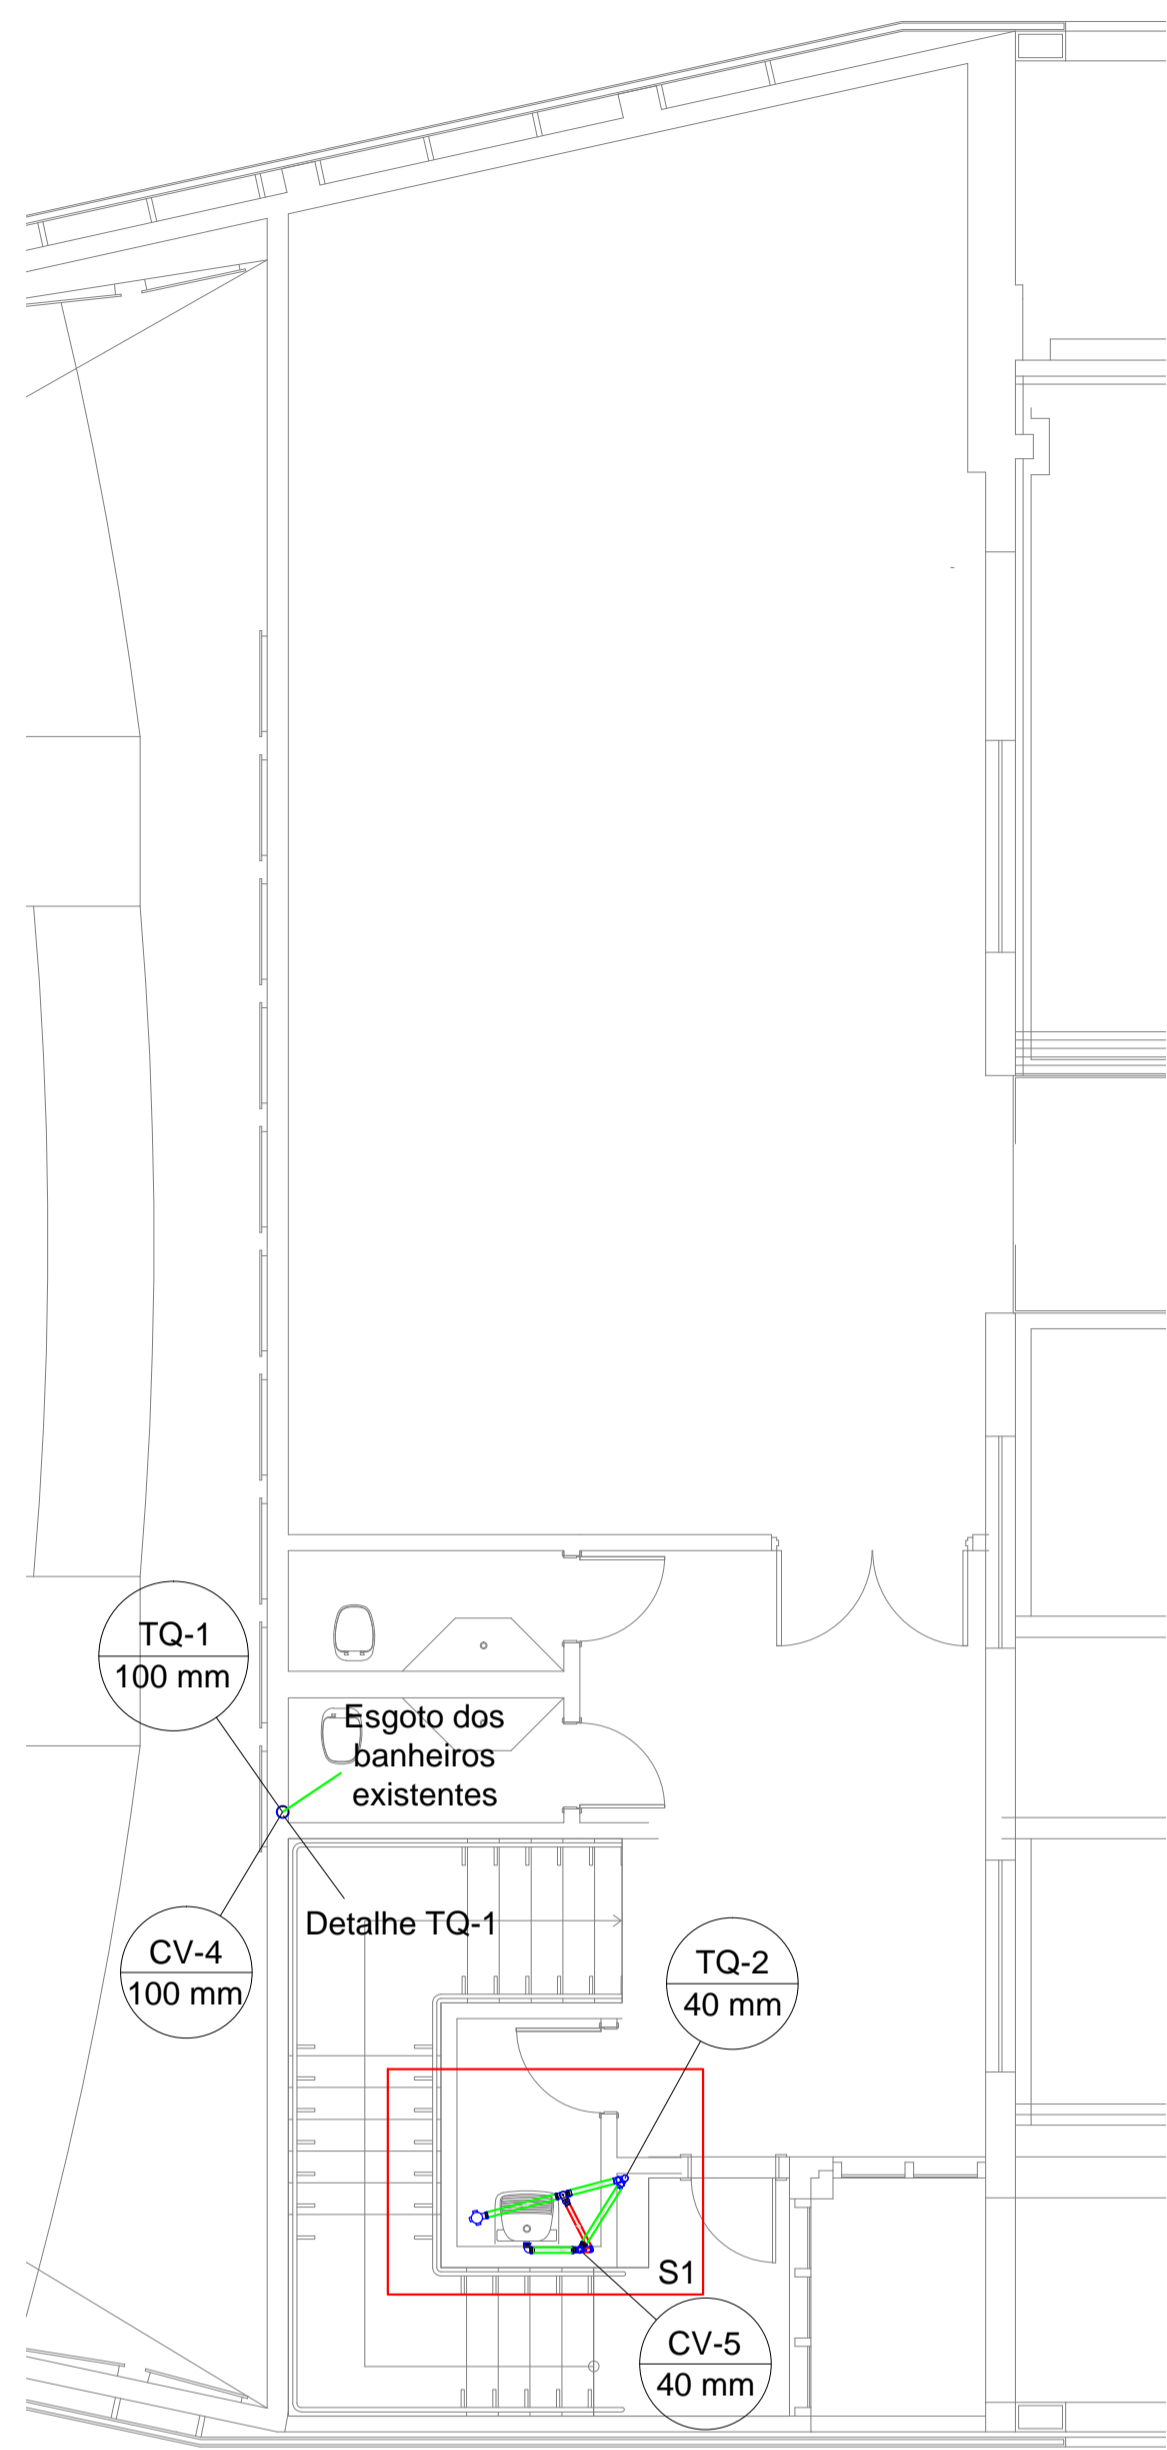 TQ-1
100 mm
Esgoto dos
banheiros
existentes
Detalhe TQ-1
CV-4
100 mm
TQ-2
40 mm
S1
CV-5
40 mm